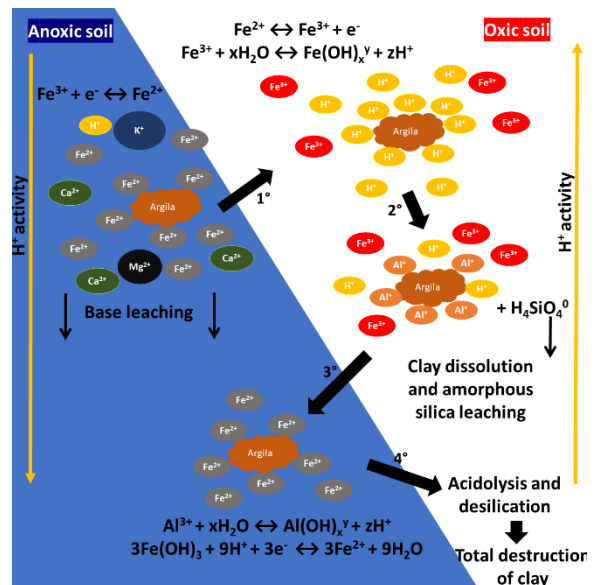 Anoxic soil
Fe²⁺ ↔ Fe³⁺ + e⁻
Fe³⁺ + xH₂O ↔ Fe(OH)ₓʸ + zH⁺
Oxic soil
Fe³⁺ + e⁻ ↔ Fe²⁺
H⁺ activity
H⁺
K⁺
Fe²⁺
Fe²⁺
Fe²⁺
Fe²⁺
Ca²⁺
Fe²⁺
Argila
Fe²⁺
Fe²⁺
Fe²⁺
Fe²⁺
Ca²⁺
Mg²⁺
Ca²⁺
Base leaching
1°
Fe³⁺
Fe³⁺
Fe³⁺
Fe³⁺
H⁺
H⁺
H⁺
H⁺
H⁺
H⁺
H⁺
H⁺
H⁺
H⁺
H⁺
H⁺
H⁺
Argila
2°
Fe³⁺
Fe³⁺
Fe³⁺
Fe³⁺
H⁺
H⁺
H⁺
Al⁺
Al⁺
Al⁺
Al⁺
Al⁺
Argila
+ H₄SiO₄⁰
H⁺ activity
Clay dissolution
and amorphous
silica leaching
3°
Fe²⁺
Fe²⁺
Fe²⁺
Fe²⁺
Fe²⁺
Fe²⁺
Fe²⁺
Fe²⁺
Argila
4°
Acidolysis and
desilication
Al³⁺ + xH₂O ↔ Al(OH)ₓʸ + zH⁺
3Fe(OH)₃ + 9H⁺ + 3e⁻ ↔ 3Fe²⁺ + 9H₂O
Total destruction
of clay